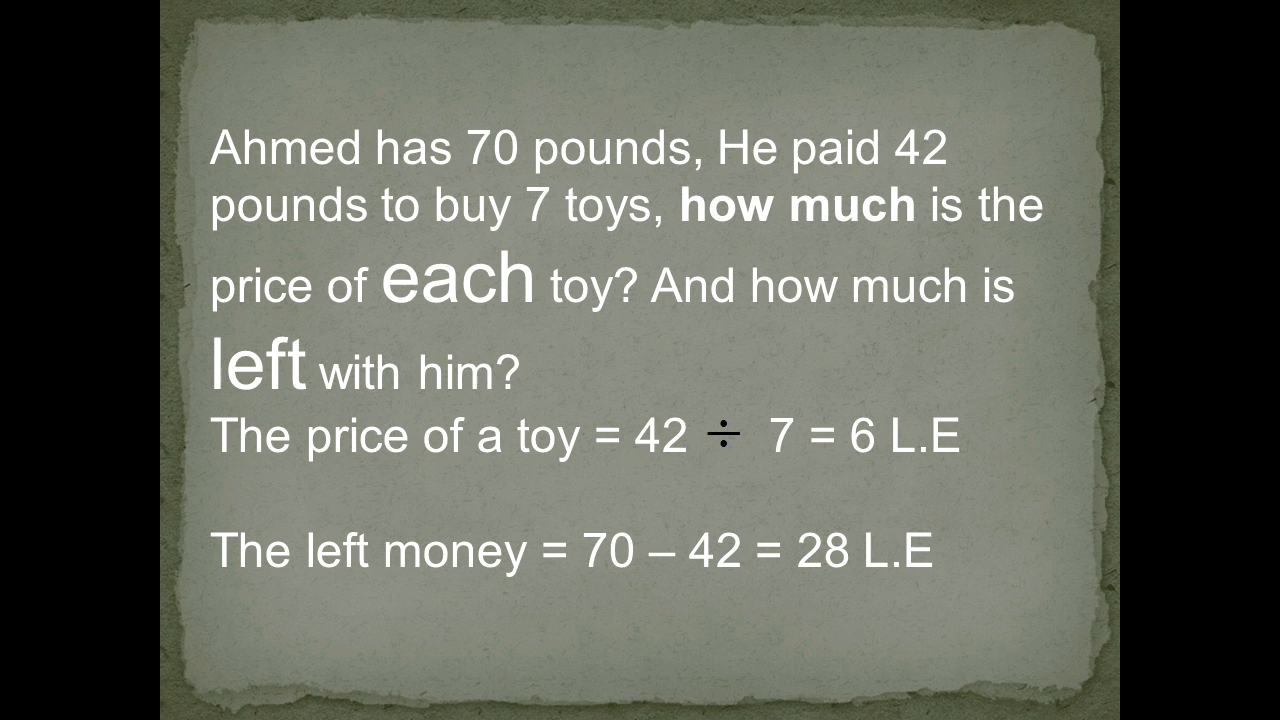 Ahmed has 70 pounds, He paid 42
pounds to buy 7 toys, how much is the
price of each toy? And how much is
left with him?
The price of a toy = 42 ÷ 7 = 6 L.E
The left money = 70 – 42 = 28 L.E